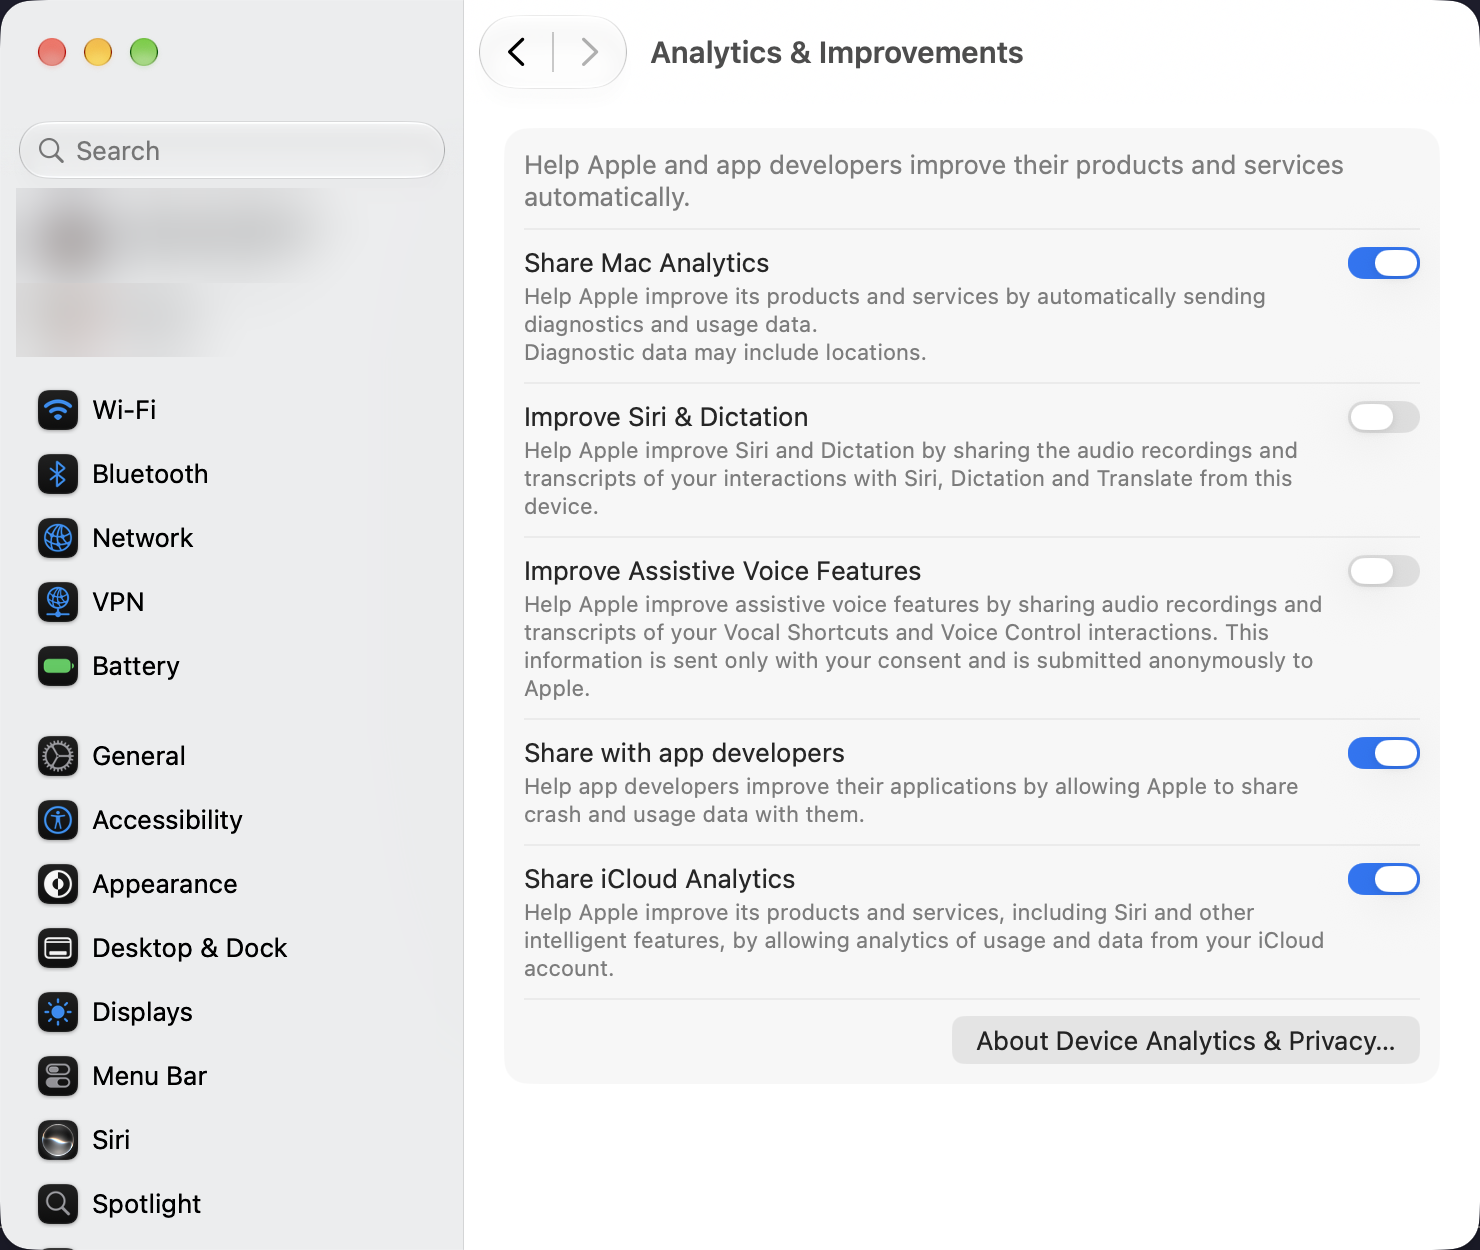 Search
Wi-Fi
Bluetooth
Network
VPN
Battery
General
Accessibility
Appearance
Desktop & Dock
Displays
Menu Bar
Siri
Spotlight
Analytics & Improvements
Help Apple and app developers improve their products and services
automatically.
Share Mac Analytics
Help Apple improve its products and services by automatically sending
diagnostics and usage data.
Diagnostic data may include locations.
Improve Siri & Dictation
Help Apple improve Siri and Dictation by sharing the audio recordings and
transcripts of your interactions with Siri, Dictation and Translate from this
device.
Improve Assistive Voice Features
Help Apple improve assistive voice features by sharing audio recordings and
transcripts of your Vocal Shortcuts and Voice Control interactions. This
information is sent only with your consent and is submitted anonymously to
Apple.
Share with app developers
Help app developers improve their applications by allowing Apple to share
crash and usage data with them.
Share iCloud Analytics
Help Apple improve its products and services, including Siri and other
intelligent features, by allowing analytics of usage and data from your iCloud
account.
About Device Analytics & Privacy...